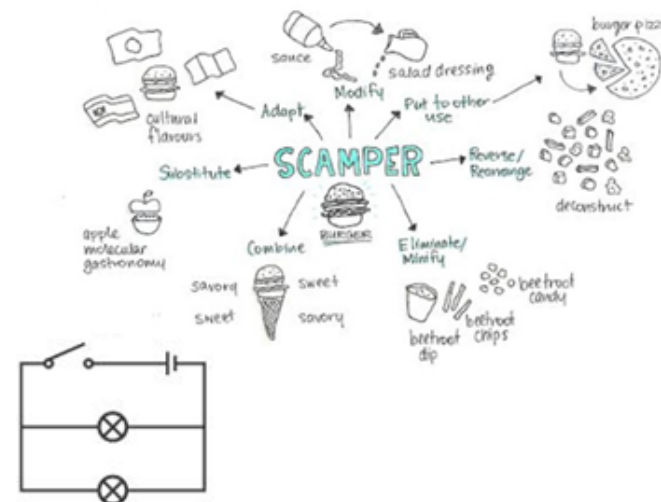 burger pizz
sauce
salad dressing
Modify
Put to other
use
Adapt
cultural
flavours
SCAMPER
Substitute
Reverse/
Rearrange
deconstruct
BURGER
apple
molecular
gastronomy
Combine
savory
sweet
sweet
savory
Eliminate/
Minify
beetroot
candy
beetroot
chips
beetroot
dip